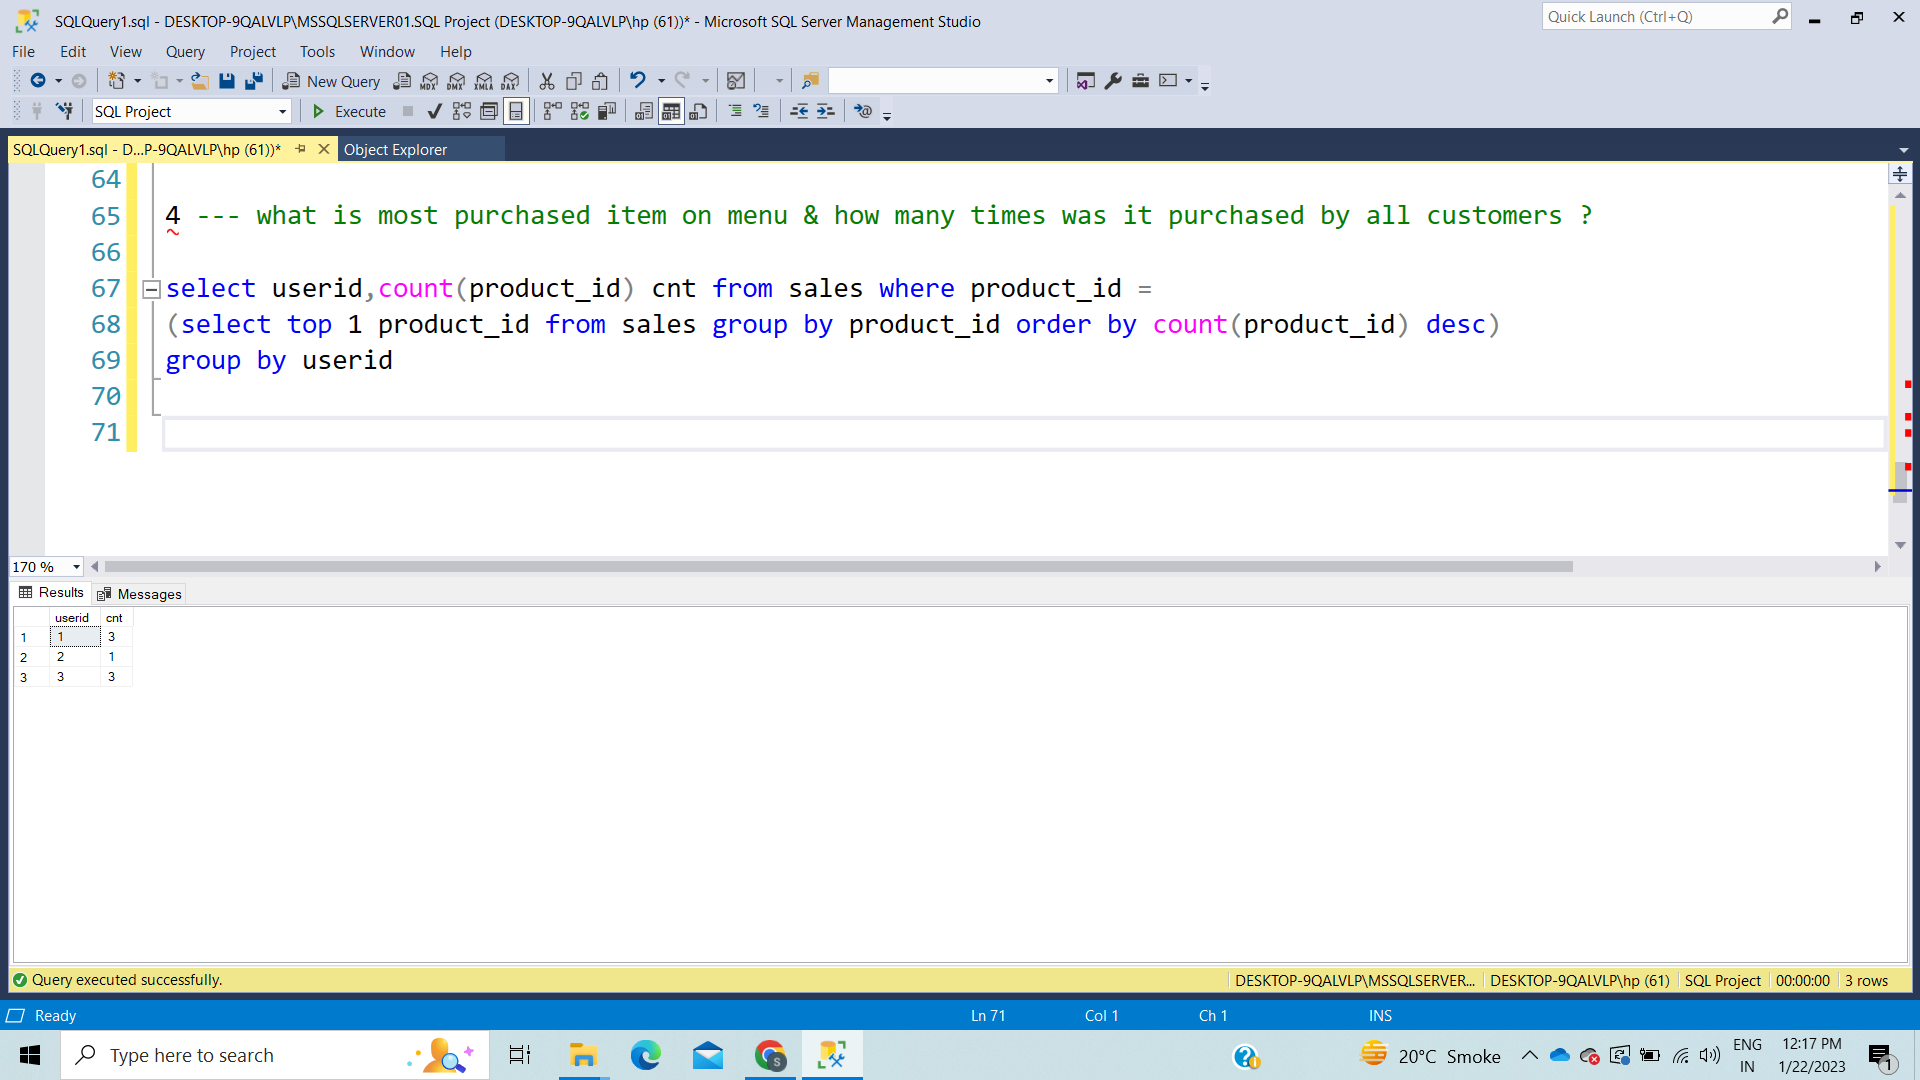 SQLQuery1.sql - DESKTOP-9QALVLP\MSSQLSERVER01.SQL Project (DESKTOP-9QALVLP\hp (61))* - Microsoft SQL Server Management Studio
Quick Launch (Ctrl+Q)
File Edit View Query Project Tools Window Help
New Query MDX DMX XMLA DAX
SQL Project Execute
SQLQuery1.sql - D...P-9QALVLP\hp (61))* Object Explorer
64
65 4 --- what is most purchased item on menu & how many times was it purchased by all customers ?
66
67 select userid,count(product_id) cnt from sales where product_id =
68 (select top 1 product_id from sales group by product_id order by count(product_id) desc)
69 group by userid
70
71
170 %
Results Messages
userid cnt
1 1 3
2 2 1
3 3 3
Query executed successfully. DESKTOP-9QALVLP\MSSQLSERVER... DESKTOP-9QALVLP\hp (61) SQL Project 00:00:00 3 rows
Ready Ln 71 Col 1 Ch 1 INS
Type here to search
S
20°C Smoke
ENG
IN
12:17 PM
1/22/2023
1